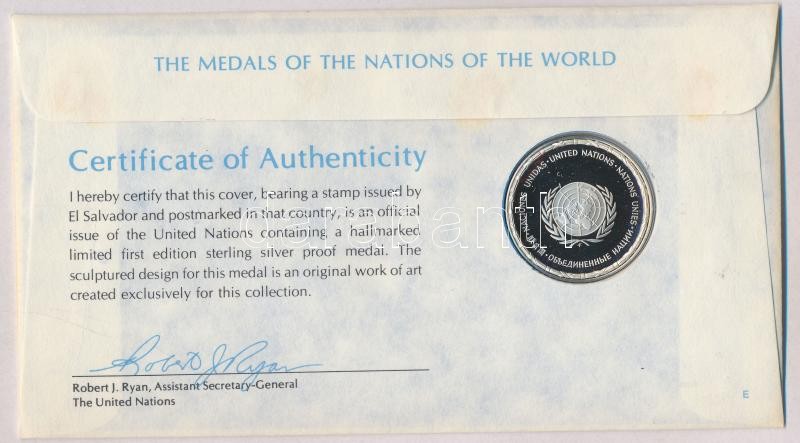 THE MEDALS OF THE NATIONS OF THE WORLD
Certificate of Authenticity
I hereby certify that this cover, bearing a stamp issued by
El Salvador and postmarked in that country, is an official
issue of the United Nations containing a hallmarked
limited first edition sterling silver proof medal. The
sculptured design for this medal is an original work of art
created exclusively for this collection.
NACIONES UNIDAS · UNITED NATIONS · NATIONS UNIES · ОБЪЕДИНЕННЫЕ НАЦИИ ·
darabanth
Robert J. Ryan
Robert J. Ryan, Assistant Secretary-General
The United Nations
E